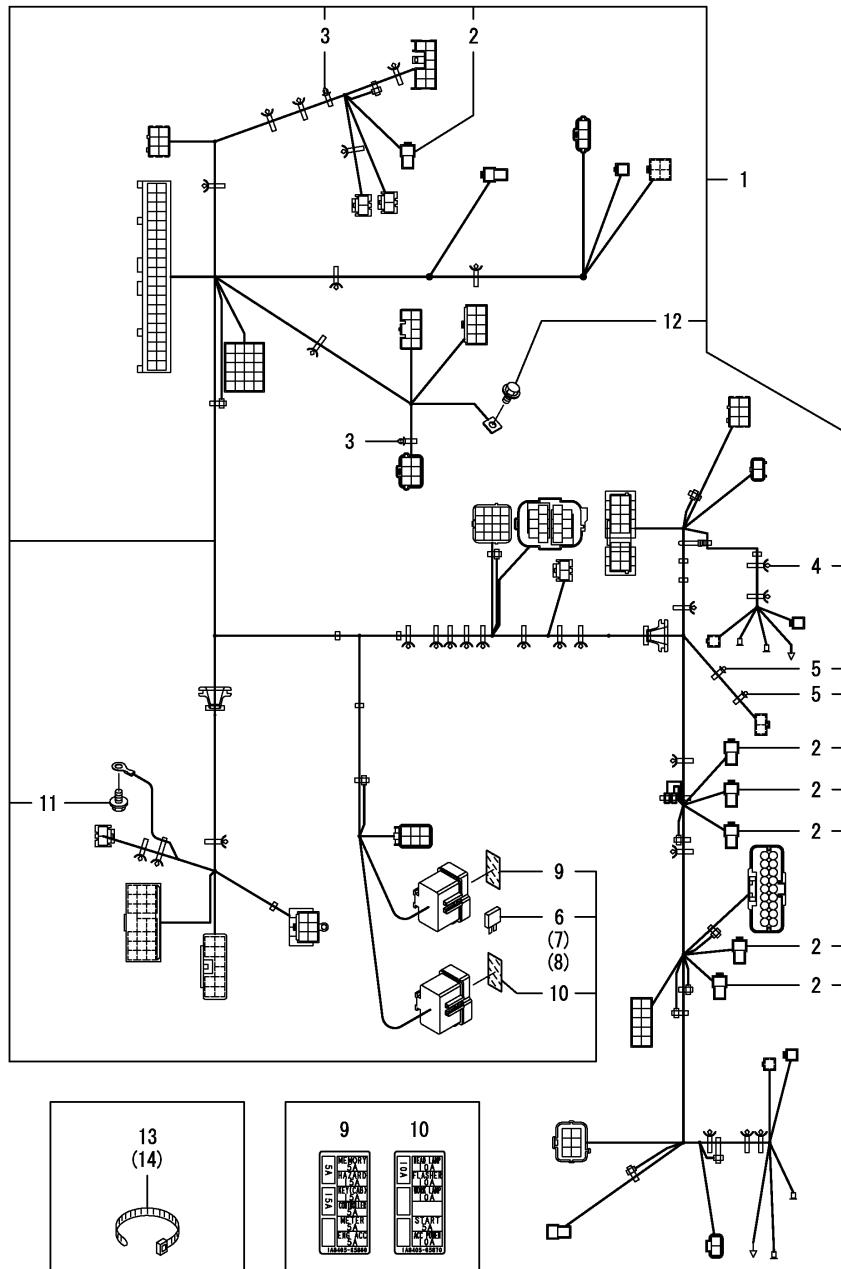 3
2
1
12
3
4
5
5
2
2
11
2
9
6
(7)
(8)
10
2
2
13
(14)
9
10
5A
MEMORY
5A
HAZARD
15A
15A
KEY(CAB)
15A
CONTROLLER
5A
METER
5A
ENG ACC
5A
10A
HEAD LAMP
10A
FLASHER
10A
WORK LAMP
10A
START
5A
ACC POWER
10A